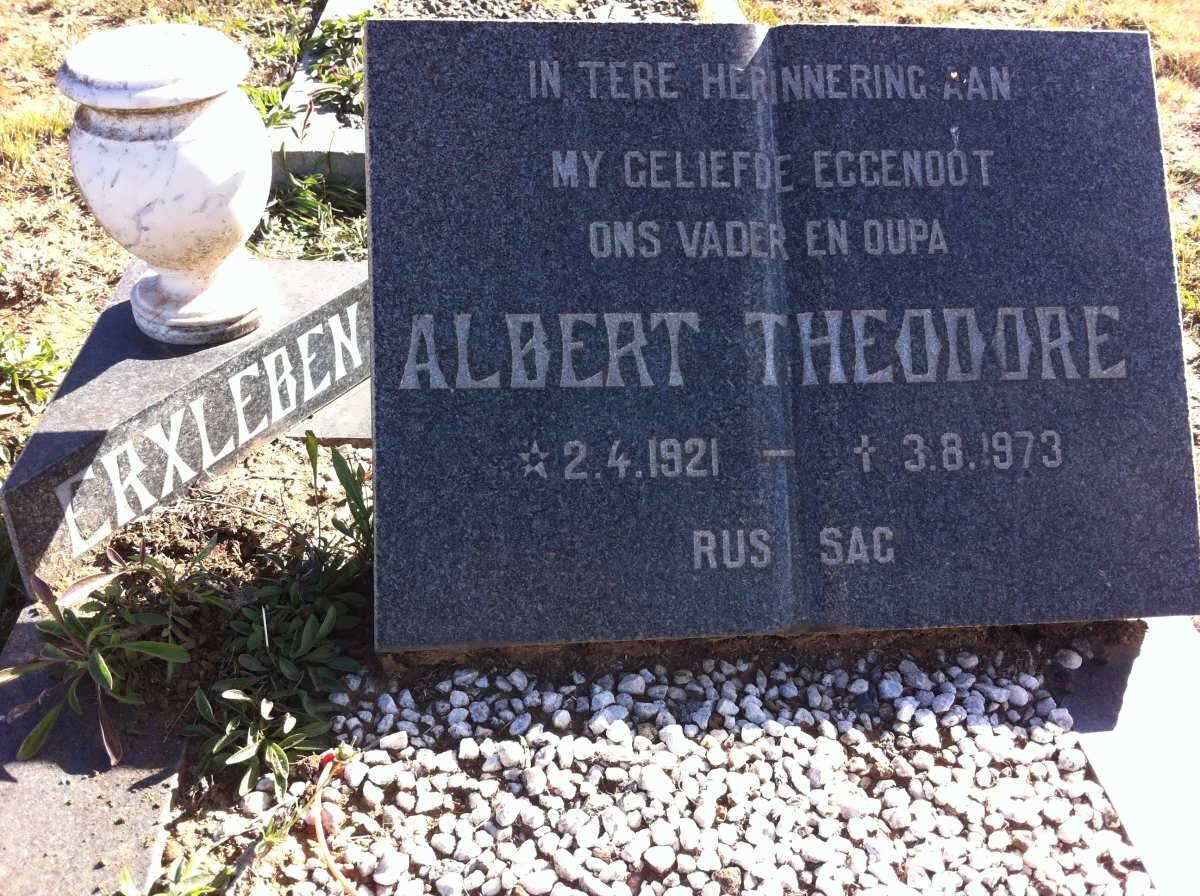 IN TERE HERINNERING AAN
MY GELIEFDE EGGENOOT
ONS VADER EN OUPA
ALBERT THEODORE
☆ 2.4.1921 — † 3.8.1973
RUS SAG
ERXLEBEN